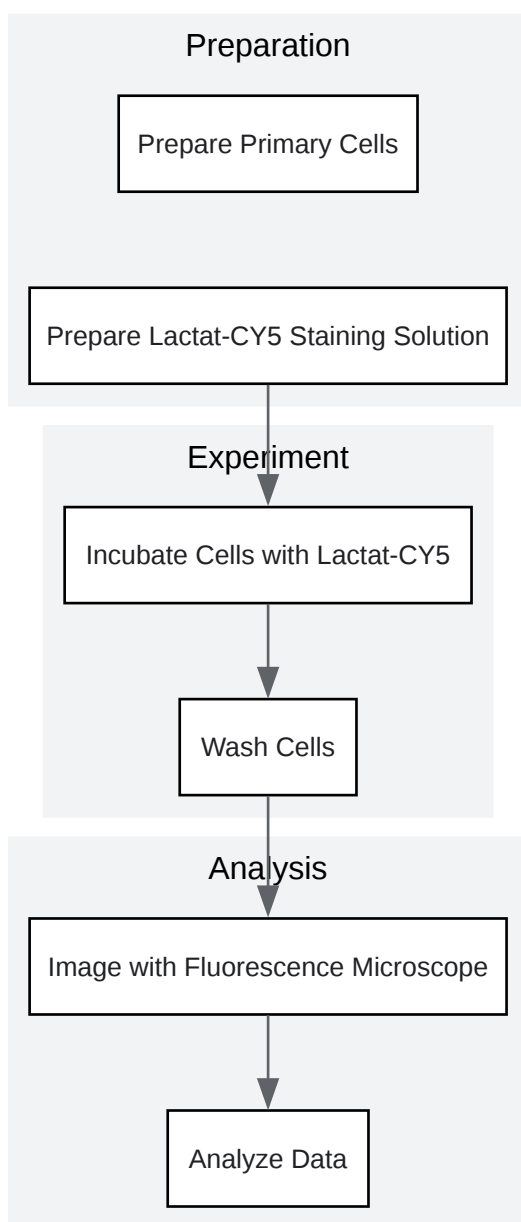 Preparation
Prepare Primary Cells
Prepare Lactat-CY5 Staining Solution
Experiment
Incubate Cells with Lactat-CY5
Wash Cells
Analysis
Image with Fluorescence Microscope
Analyze Data